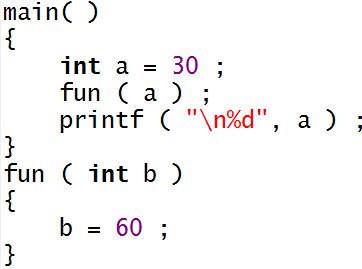 main( )
{
    int a = 30 ;
    fun ( a ) ;
    printf ( "\n%d", a ) ;
}
fun ( int b )
{
    b = 60 ;
}